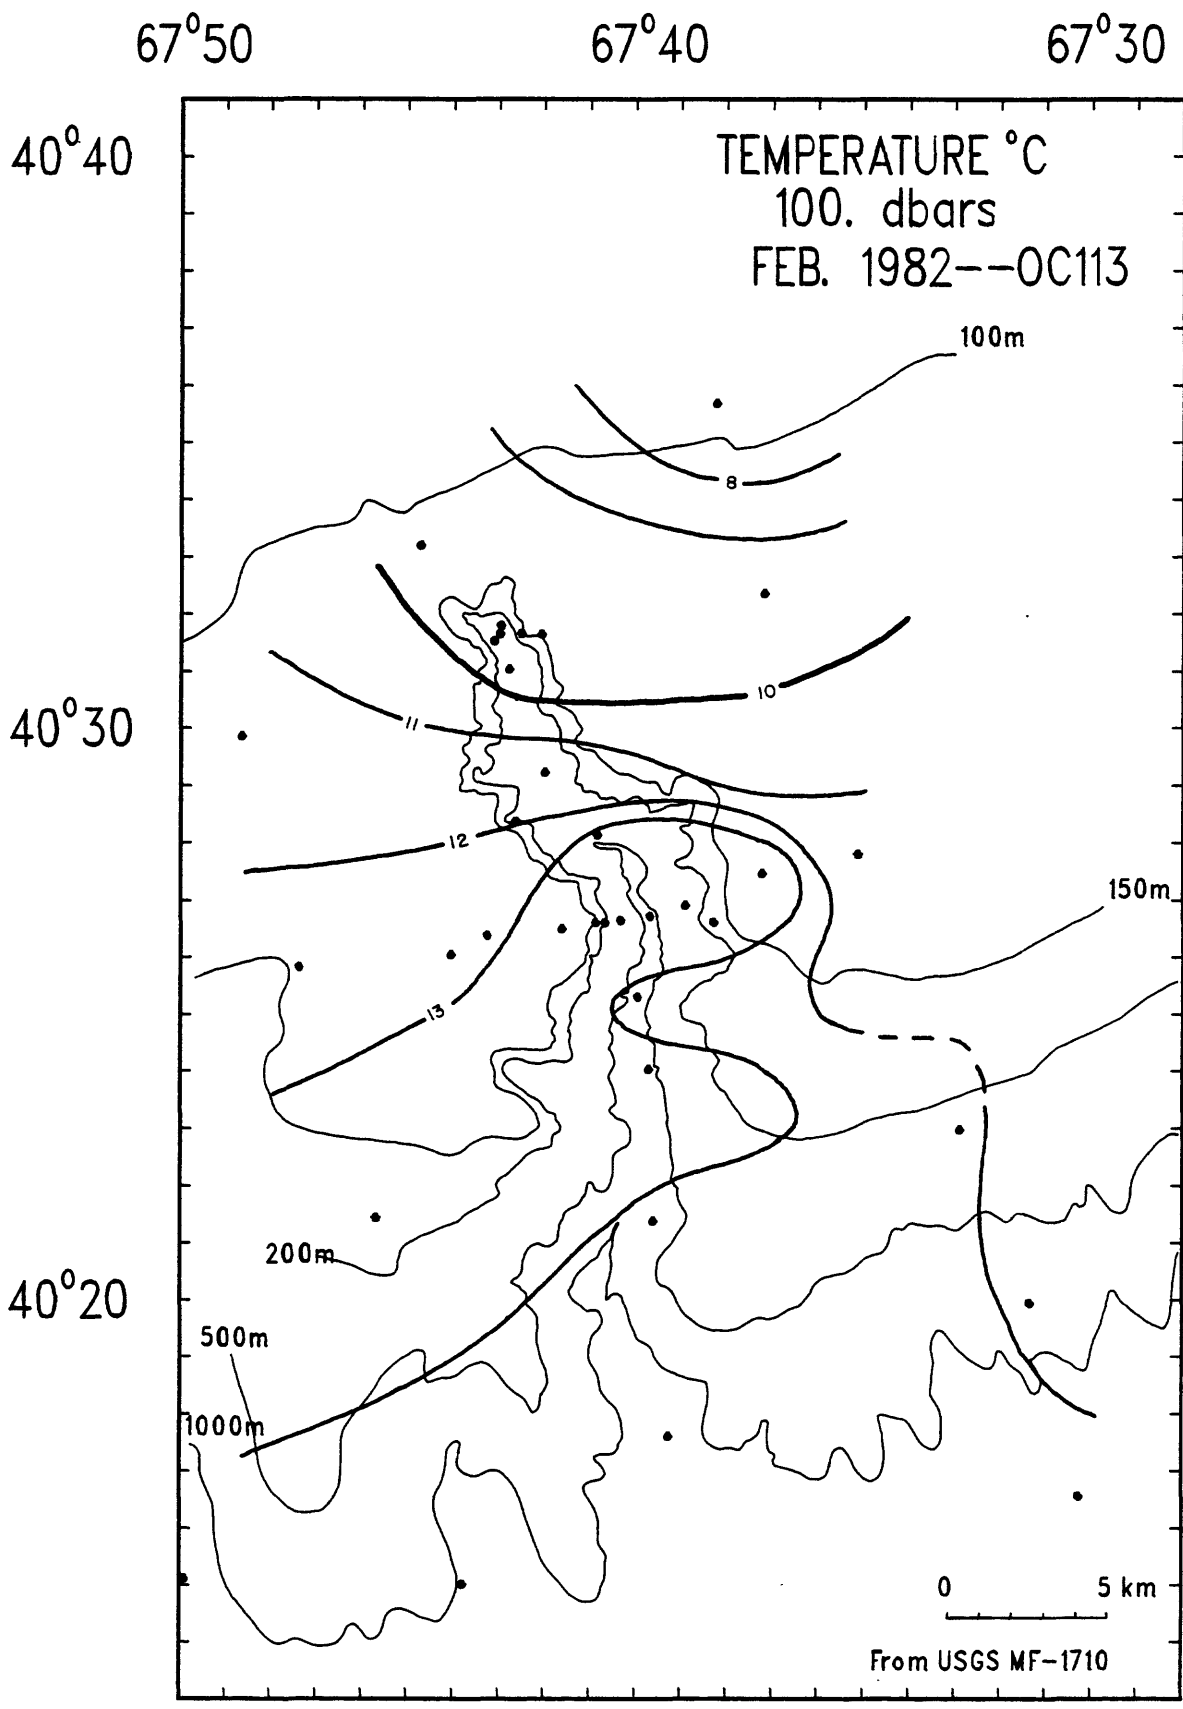 67°50 67°40 67°30
40°40
TEMPERATURE °C
100. dbars
FEB. 1982--OC113
100m
8
10
11
40°30
12
150m
13
200m
40°20
500m
1000m
0 5 km
From USGS MF-1710